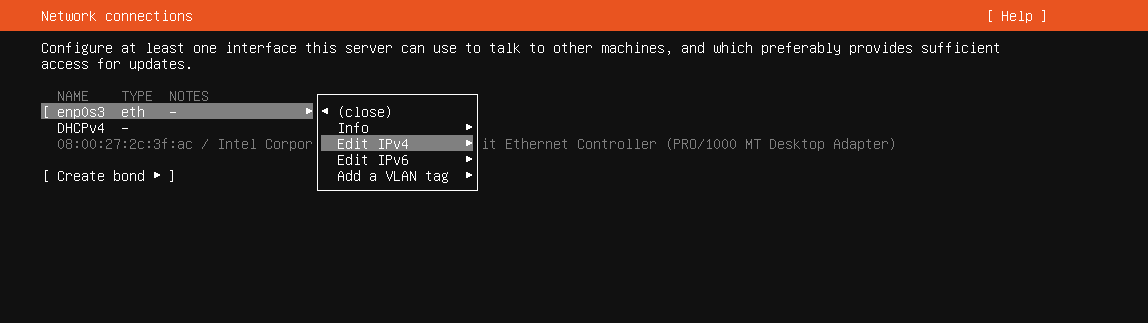 Network connections [ Help ]
Configure at least one interface this server can use to talk to other machines, and which preferably provides sufficient
access for updates.
NAME TYPE NOTES
[ enp0s3 eth - ▸
DHCPv4 -
08:00:27:2c:3f:ac / Intel Corpor it Ethernet Controller (PRO/1000 MT Desktop Adapter)
[ Create bond ▸ ]
◂ (close)
Info ▸
Edit IPv4 ▸
Edit IPv6 ▸
Add a VLAN tag ▸